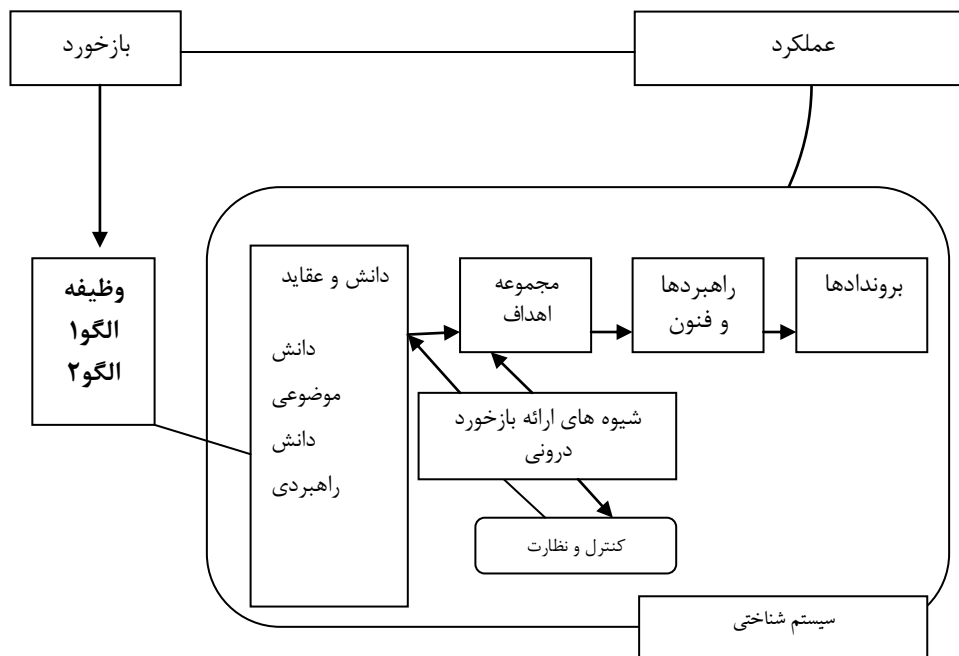 عملکرد
بازخورد
وظیفه
الگو۱
الگو۲
دانش و عقاید
دانش
موضوعی
دانش
راهبردی
مجموعه
اهداف
راهبردها
و فنون
بروندادها
شیوه های ارائه بازخورد
درونی
کنترل و نظارت
سیستم شناختی